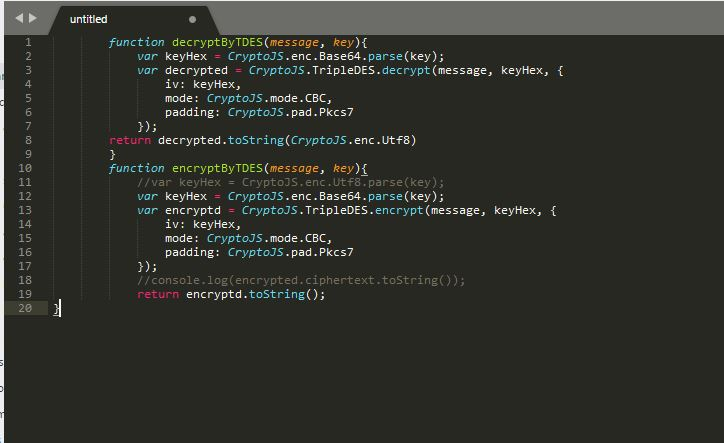 untitled
1 function decryptByTDES(message, key){
2 var keyHex = CryptoJS.enc.Base64.parse(key);
3 var decrypted = CryptoJS.TripleDES.decrypt(message, keyHex, {
4 iv: keyHex,
5 mode: CryptoJS.mode.CBC,
6 padding: CryptoJS.pad.Pkcs7
7 });
8 return decrypted.toString(CryptoJS.enc.Utf8)
9 }
10 function encryptByTDES(message, key){
11 //var keyHex = CryptoJS.enc.Utf8.parse(key);
12 var keyHex = CryptoJS.enc.Base64.parse(key);
13 var encryptd = CryptoJS.TripleDES.encrypt(message, keyHex, {
14 iv: keyHex,
15 mode: CryptoJS.mode.CBC,
16 padding: CryptoJS.pad.Pkcs7
17 });
18 //console.log(encrypted.ciphertext.toString());
19 return encryptd.toString();
20 }